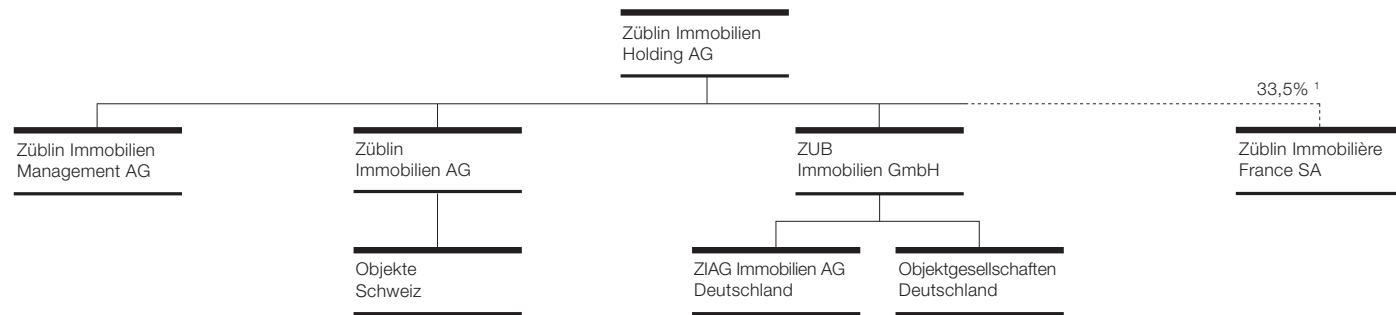 Züblin Immobilien
Holding AG
33,5% ¹
Züblin Immobilien
Management AG
Züblin
Immobilien AG
ZUB
Immobilien GmbH
Züblin Immobilière
France SA
Objekte
Schweiz
ZIAG Immobilien AG
Deutschland
Objektgesellschaften
Deutschland